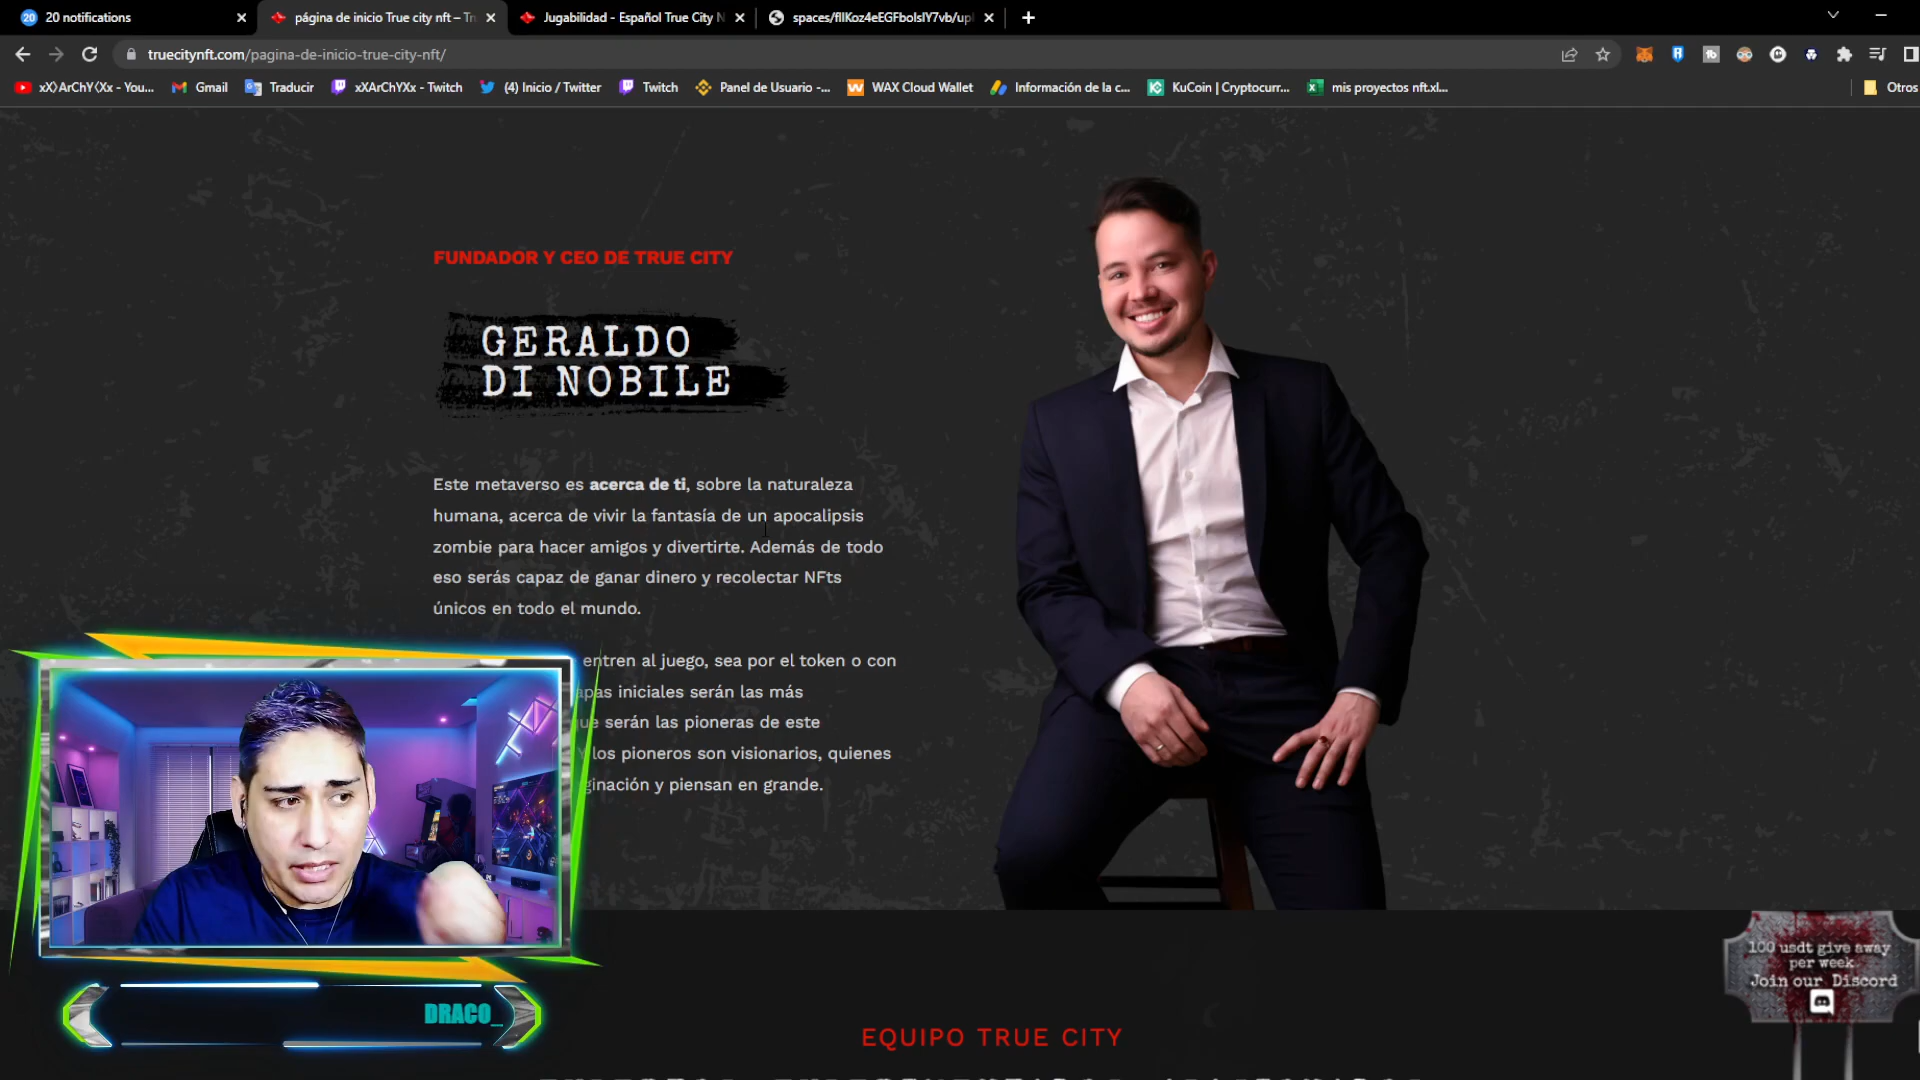 20 notifications
página de inicio True city nft – Tr
Jugabilidad - Español True City N
spaces/flIKoz4eEGFbolsIY7vb/upl
truecitynft.com/pagina-de-inicio-true-city-nft/
xX)ArChY(Xx - You...
Gmail
Traducir
xXArChYXx - Twitch
(4) Inicio / Twitter
Twitch
Panel de Usuario -...
WAX Cloud Wallet
Información de la c...
KuCoin | Cryptocurr...
mis proyectos nft.xl...
Otros
FUNDADOR Y CEO DE TRUE CITY
GERALDO
DI NOBILE
Este metaverso es acerca de ti, sobre la naturaleza
humana, acerca de vivir la fantasía de un apocalipsis
zombie para hacer amigos y divertirte. Además de todo
eso serás capaz de ganar dinero y recolectar NFts
únicos en todo el mundo.
entren al juego, sea por el token o con
apas iniciales serán las más
que serán las pioneras de este
Y los pioneros son visionarios, quienes
ginación y piensan en grande.
DRACO_
100 usdt give away
per week
Join our Discord
EQUIPO TRUE CITY